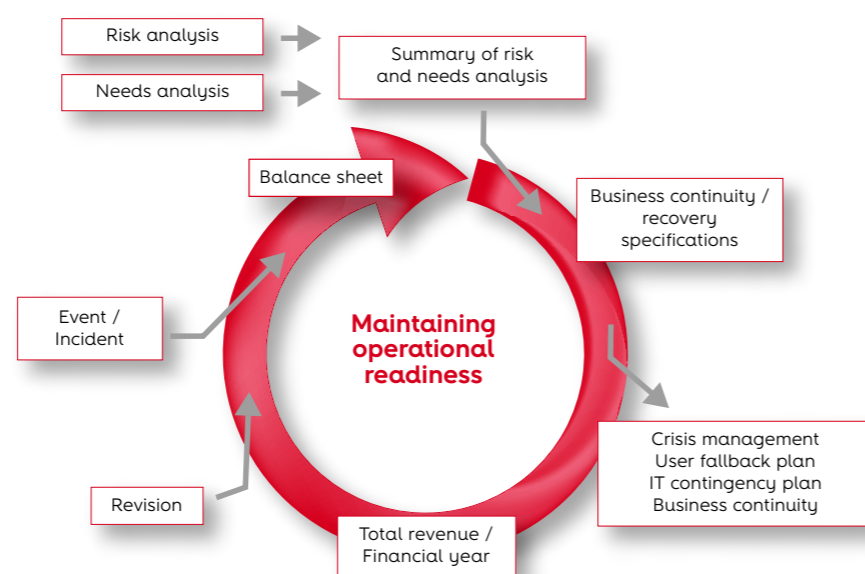 Risk analysis
Needs analysis
Summary of risk
and needs analysis
Balance sheet
Business continuity /
recovery
specifications
Event /
Incident
Maintaining
operational
readiness
Crisis management
User fallback plan
IT contingency plan
Business continuity
Revision
Total revenue /
Financial year